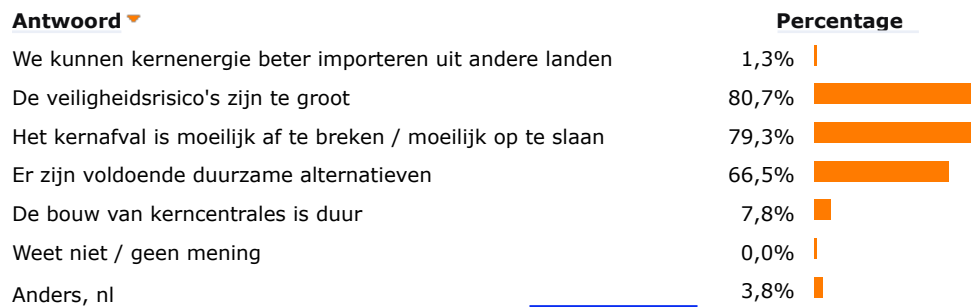 Antwoord Percentage
We kunnen kernenergie beter importeren uit andere landen 1,3%
De veiligheidsrisico's zijn te groot 80,7%
Het kernafval is moeilijk af te breken / moeilijk op te slaan 79,3%
Er zijn voldoende duurzame alternatieven 66,5%
De bouw van kerncentrales is duur 7,8%
Weet niet / geen mening 0,0%
Anders, nl 3,8%